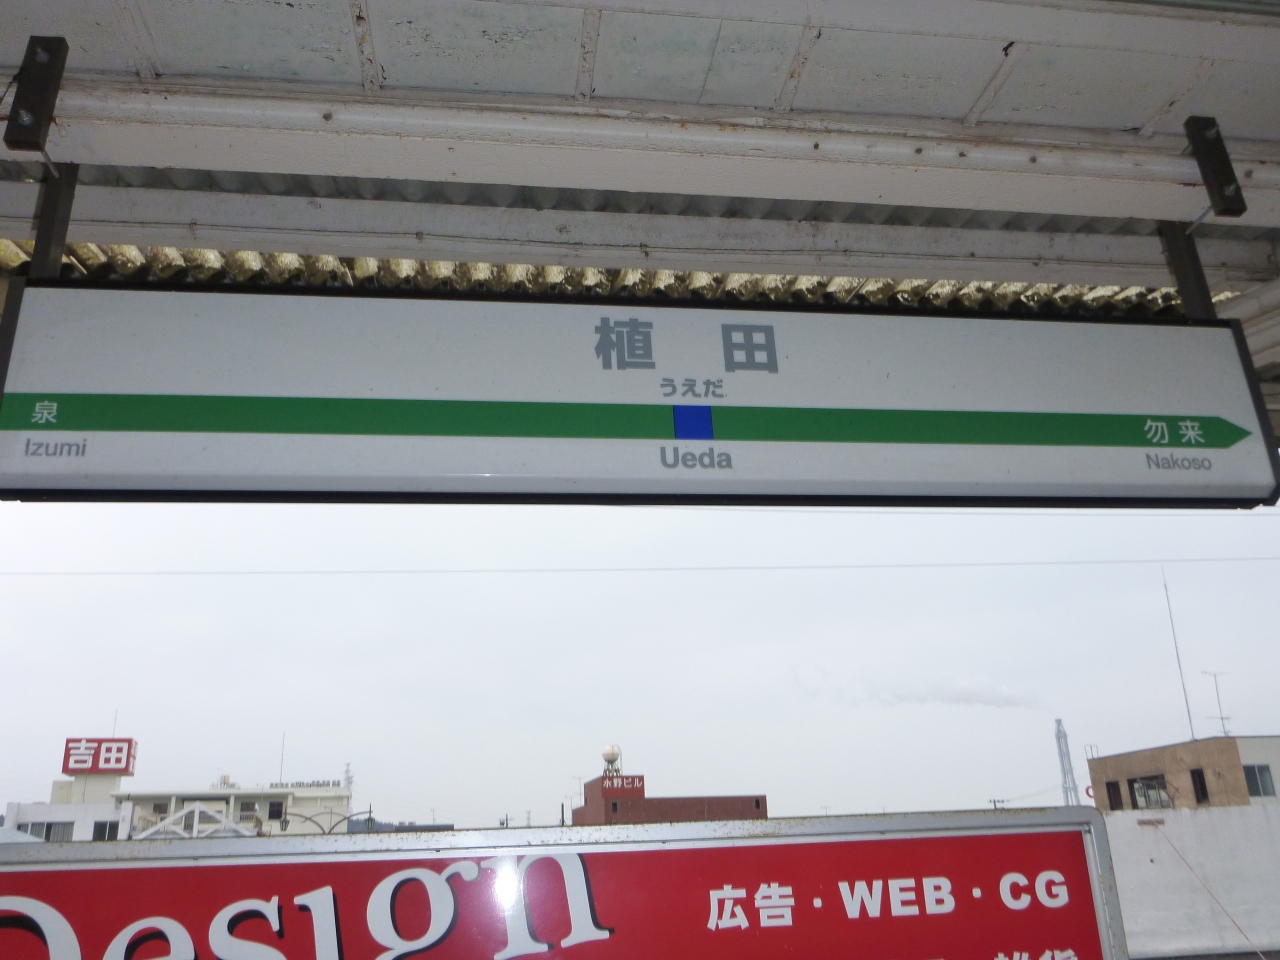 植田
うえだ
泉
勿来
Izumi
Ueda
Nakoso
吉田
水野ビル
Design
広告・WEB・CG